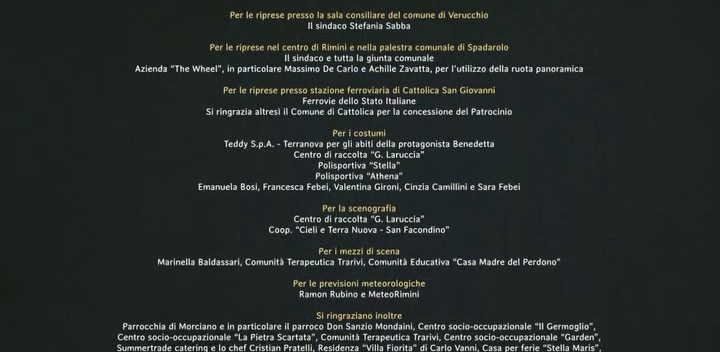 Per le riprese presso la sala consiliare del comune di Verucchio
Il sindaco Stefania Sabba
Per le riprese nel centro di Rimini e nella palestra comunale di Spadarolo
Il sindaco e tutta la giunta comunale
Azienda “The Wheel”, in particolare Massimo De Carlo e Achille Zavatta, per l’utilizzo della ruota panoramica
Per le riprese presso stazione ferroviaria di Cattolica San Giovanni
Ferrovie dello Stato Italiane
Si ringrazia altresì il Comune di Cattolica per la concessione del Patrocinio
Per i costumi
Teddy S.p.A. - Terranova per gli abiti della protagonista Benedetta
Centro di raccolta “G. Laruccia”
Polisportiva “Stella”
Polisportiva “Athena”
Emanuela Bosi, Francesca Febei, Valentina Gironi, Cinzia Camillini e Sara Febei
Per la scenografia
Centro di raccolta “G. Laruccia”
Coop. “Cieli e Terra Nuova - San Facondino”
Per i mezzi di scena
Marinella Baldassari, Comunità Terapeutica Trarivi, Comunità Educativa “Casa Madre del Perdono”
Per le previsioni meteorologiche
Ramon Rubino e MeteoRimini
Si ringraziano inoltre
Parrocchia di Morciano e in particolare il parroco Don Sanzio Mondaini, Centro socio-occupazionale “Il Germoglio”,
Centro socio-occupazionale “La Pietra Scartata”, Comunità Terapeutica Trarivi, Centro socio-occupazionale “Garden”,
Summertrade catering e lo chef Cristian Pratelli, Residenza “Villa Fiorita” di Carlo Vanni, Casa per ferie “Stella Maris”,